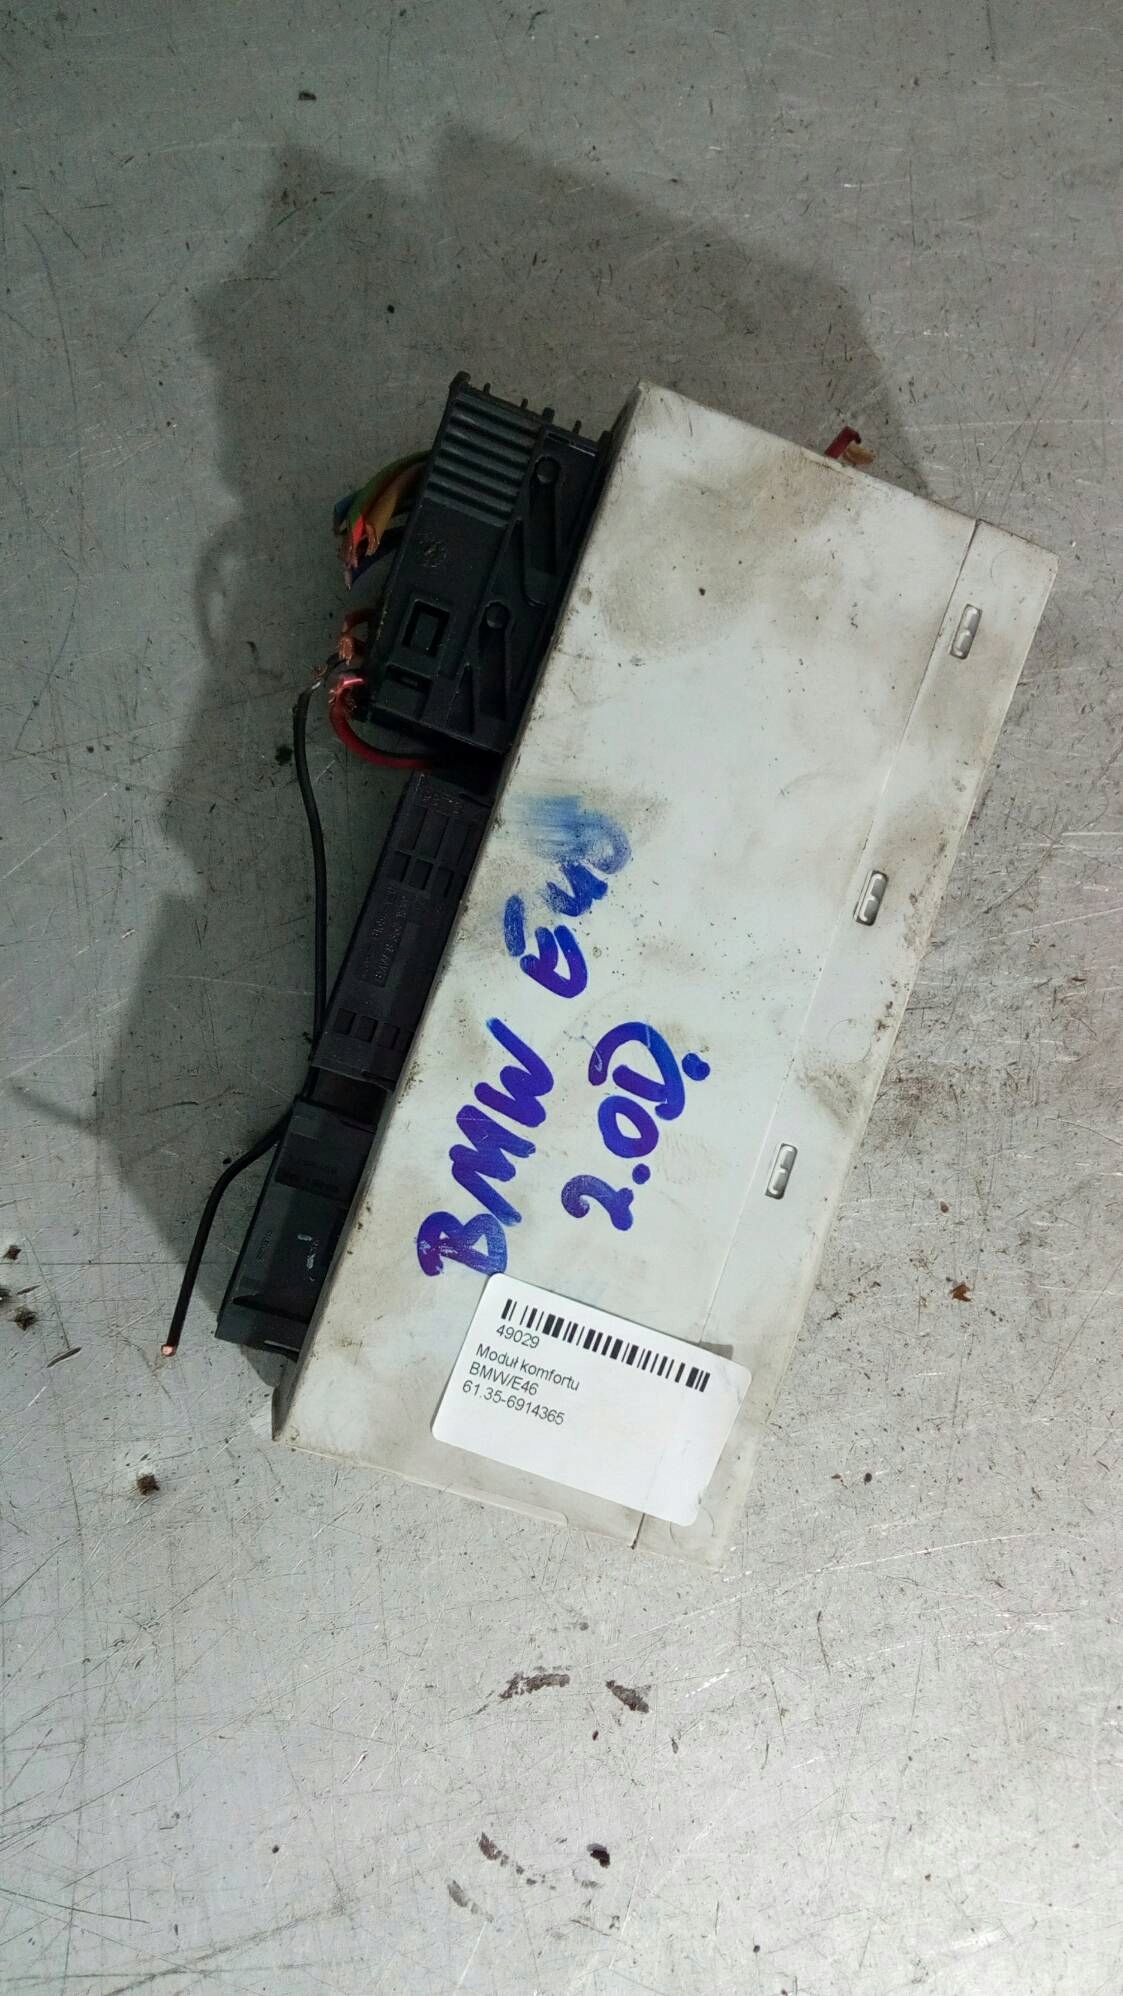 BMW E46
2.0D.
49029
Moduł komfortu
BMW/E46
61.35-6914365